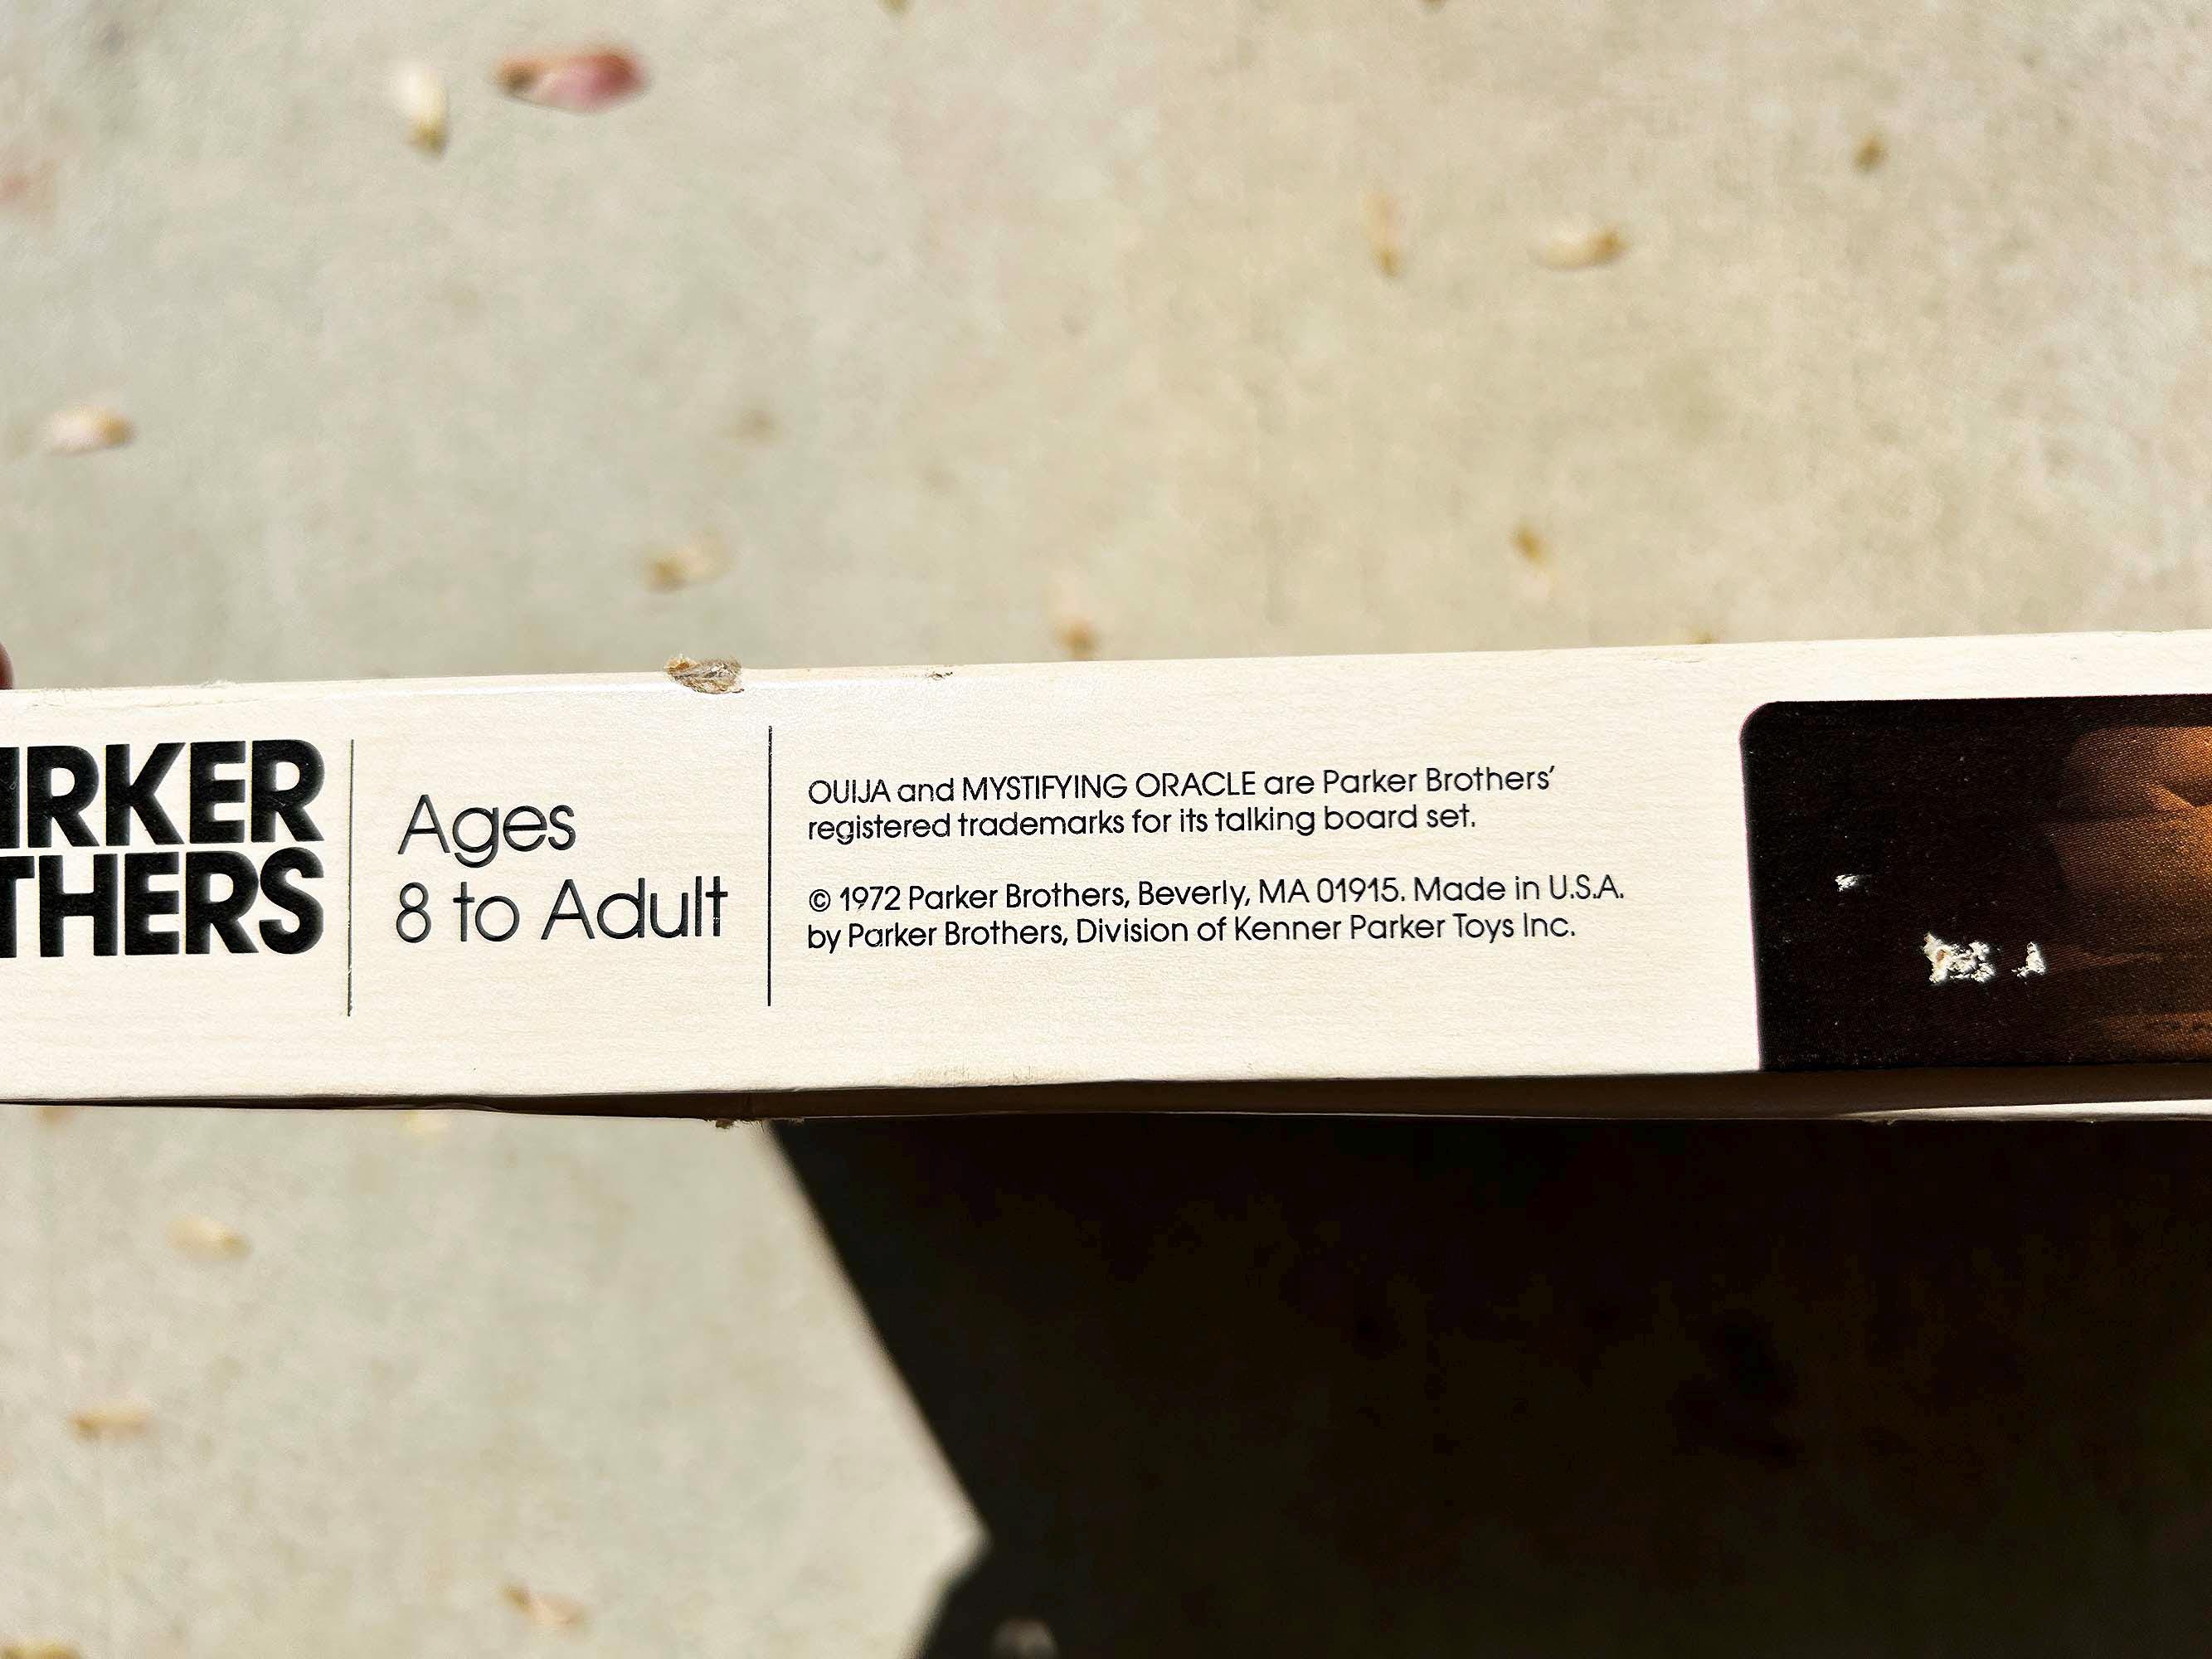 IRKER
THERS
Ages
8 to Adult
OUIJA and MYSTIFYING ORACLE are Parker Brothers'
registered trademarks for its talking board set.
© 1972 Parker Brothers, Beverly, MA 01915. Made in U.S.A.
by Parker Brothers, Division of Kenner Parker Toys Inc.